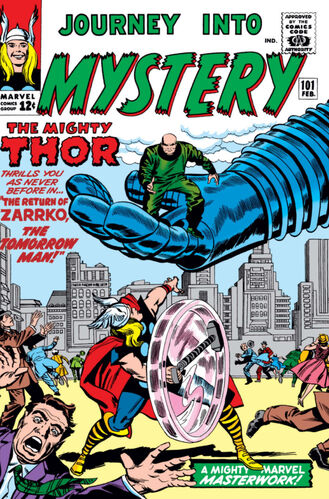 JOURNEY INTO
MYSTERY
IND.
APPROVED
BY THE
COMICS
CODE
AUTHORITY
MARVEL
COMICS
GROUP
12¢
101
FEB.
THE MIGHTY
THOR
THRILLS YOU
AS NEVER
BEFORE IN...
"THE RETURN OF
ZARRKO,
THE
TOMORROW
MAN!"
A MIGHTY MARVEL
MASTERWORK!